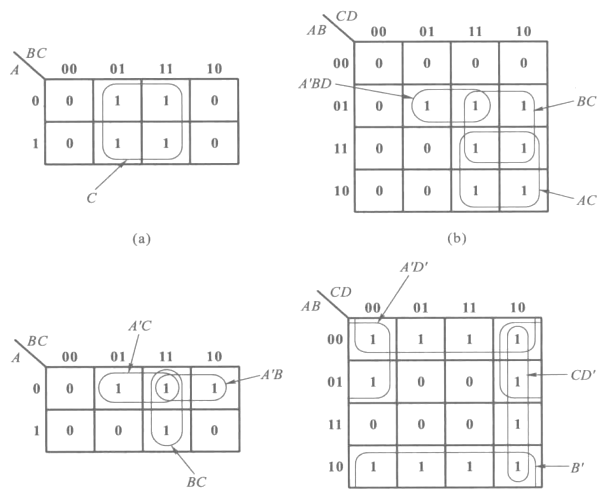 BC
A
00 01 11 10
0 0 1 1 0
1 0 1 1 0
C
(a)
CD
AB
00 01 11 10
00 0 0 0 0
A'BD
01 0 1 1 1
BC
11 0 0 1 1
10 0 0 1 1
AC
(b)
BC
A
A'C
00 01 11 10
0 0 1 1 1
A'B
1 0 0 1 0
BC
A'D'
CD
AB
00 01 11 10
00 1 1 1 1
01 1 0 0 1
CD'
11 0 0 0 1
10 1 1 1 1
B'